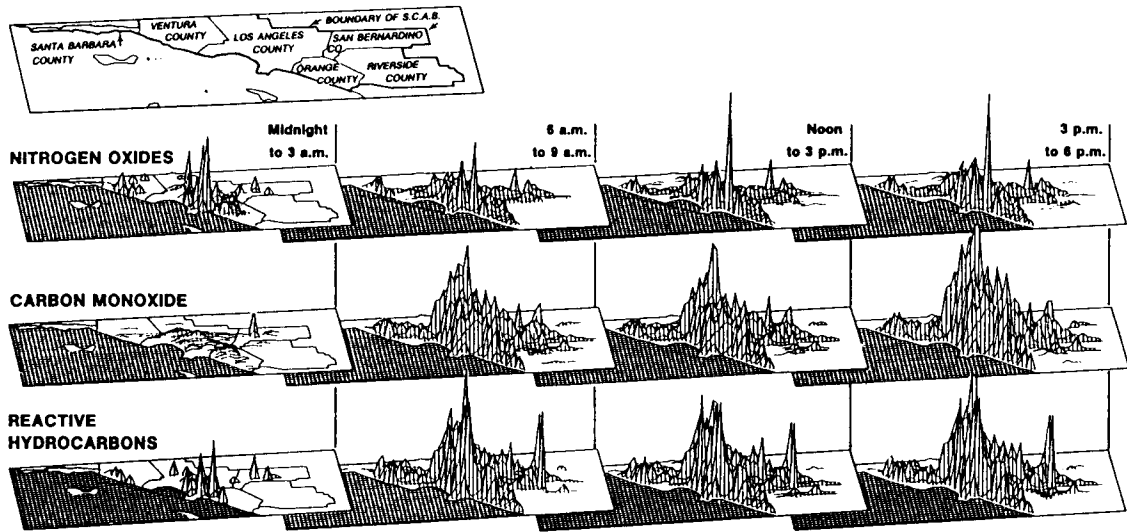 BOUNDARY OF S.C.A.B.
VENTURA
COUNTY
SANTA BARBARA
COUNTY
LOS ANGELES
COUNTY
SAN BERNARDINO
CO.
ORANGE
COUNTY
RIVERSIDE
COUNTY
Midnight
to 3 a.m.
6 a.m.
to 9 a.m.
Noon
to 3 p.m.
3 p.m.
to 6 p.m.
NITROGEN OXIDES
CARBON MONOXIDE
REACTIVE
HYDROCARBONS